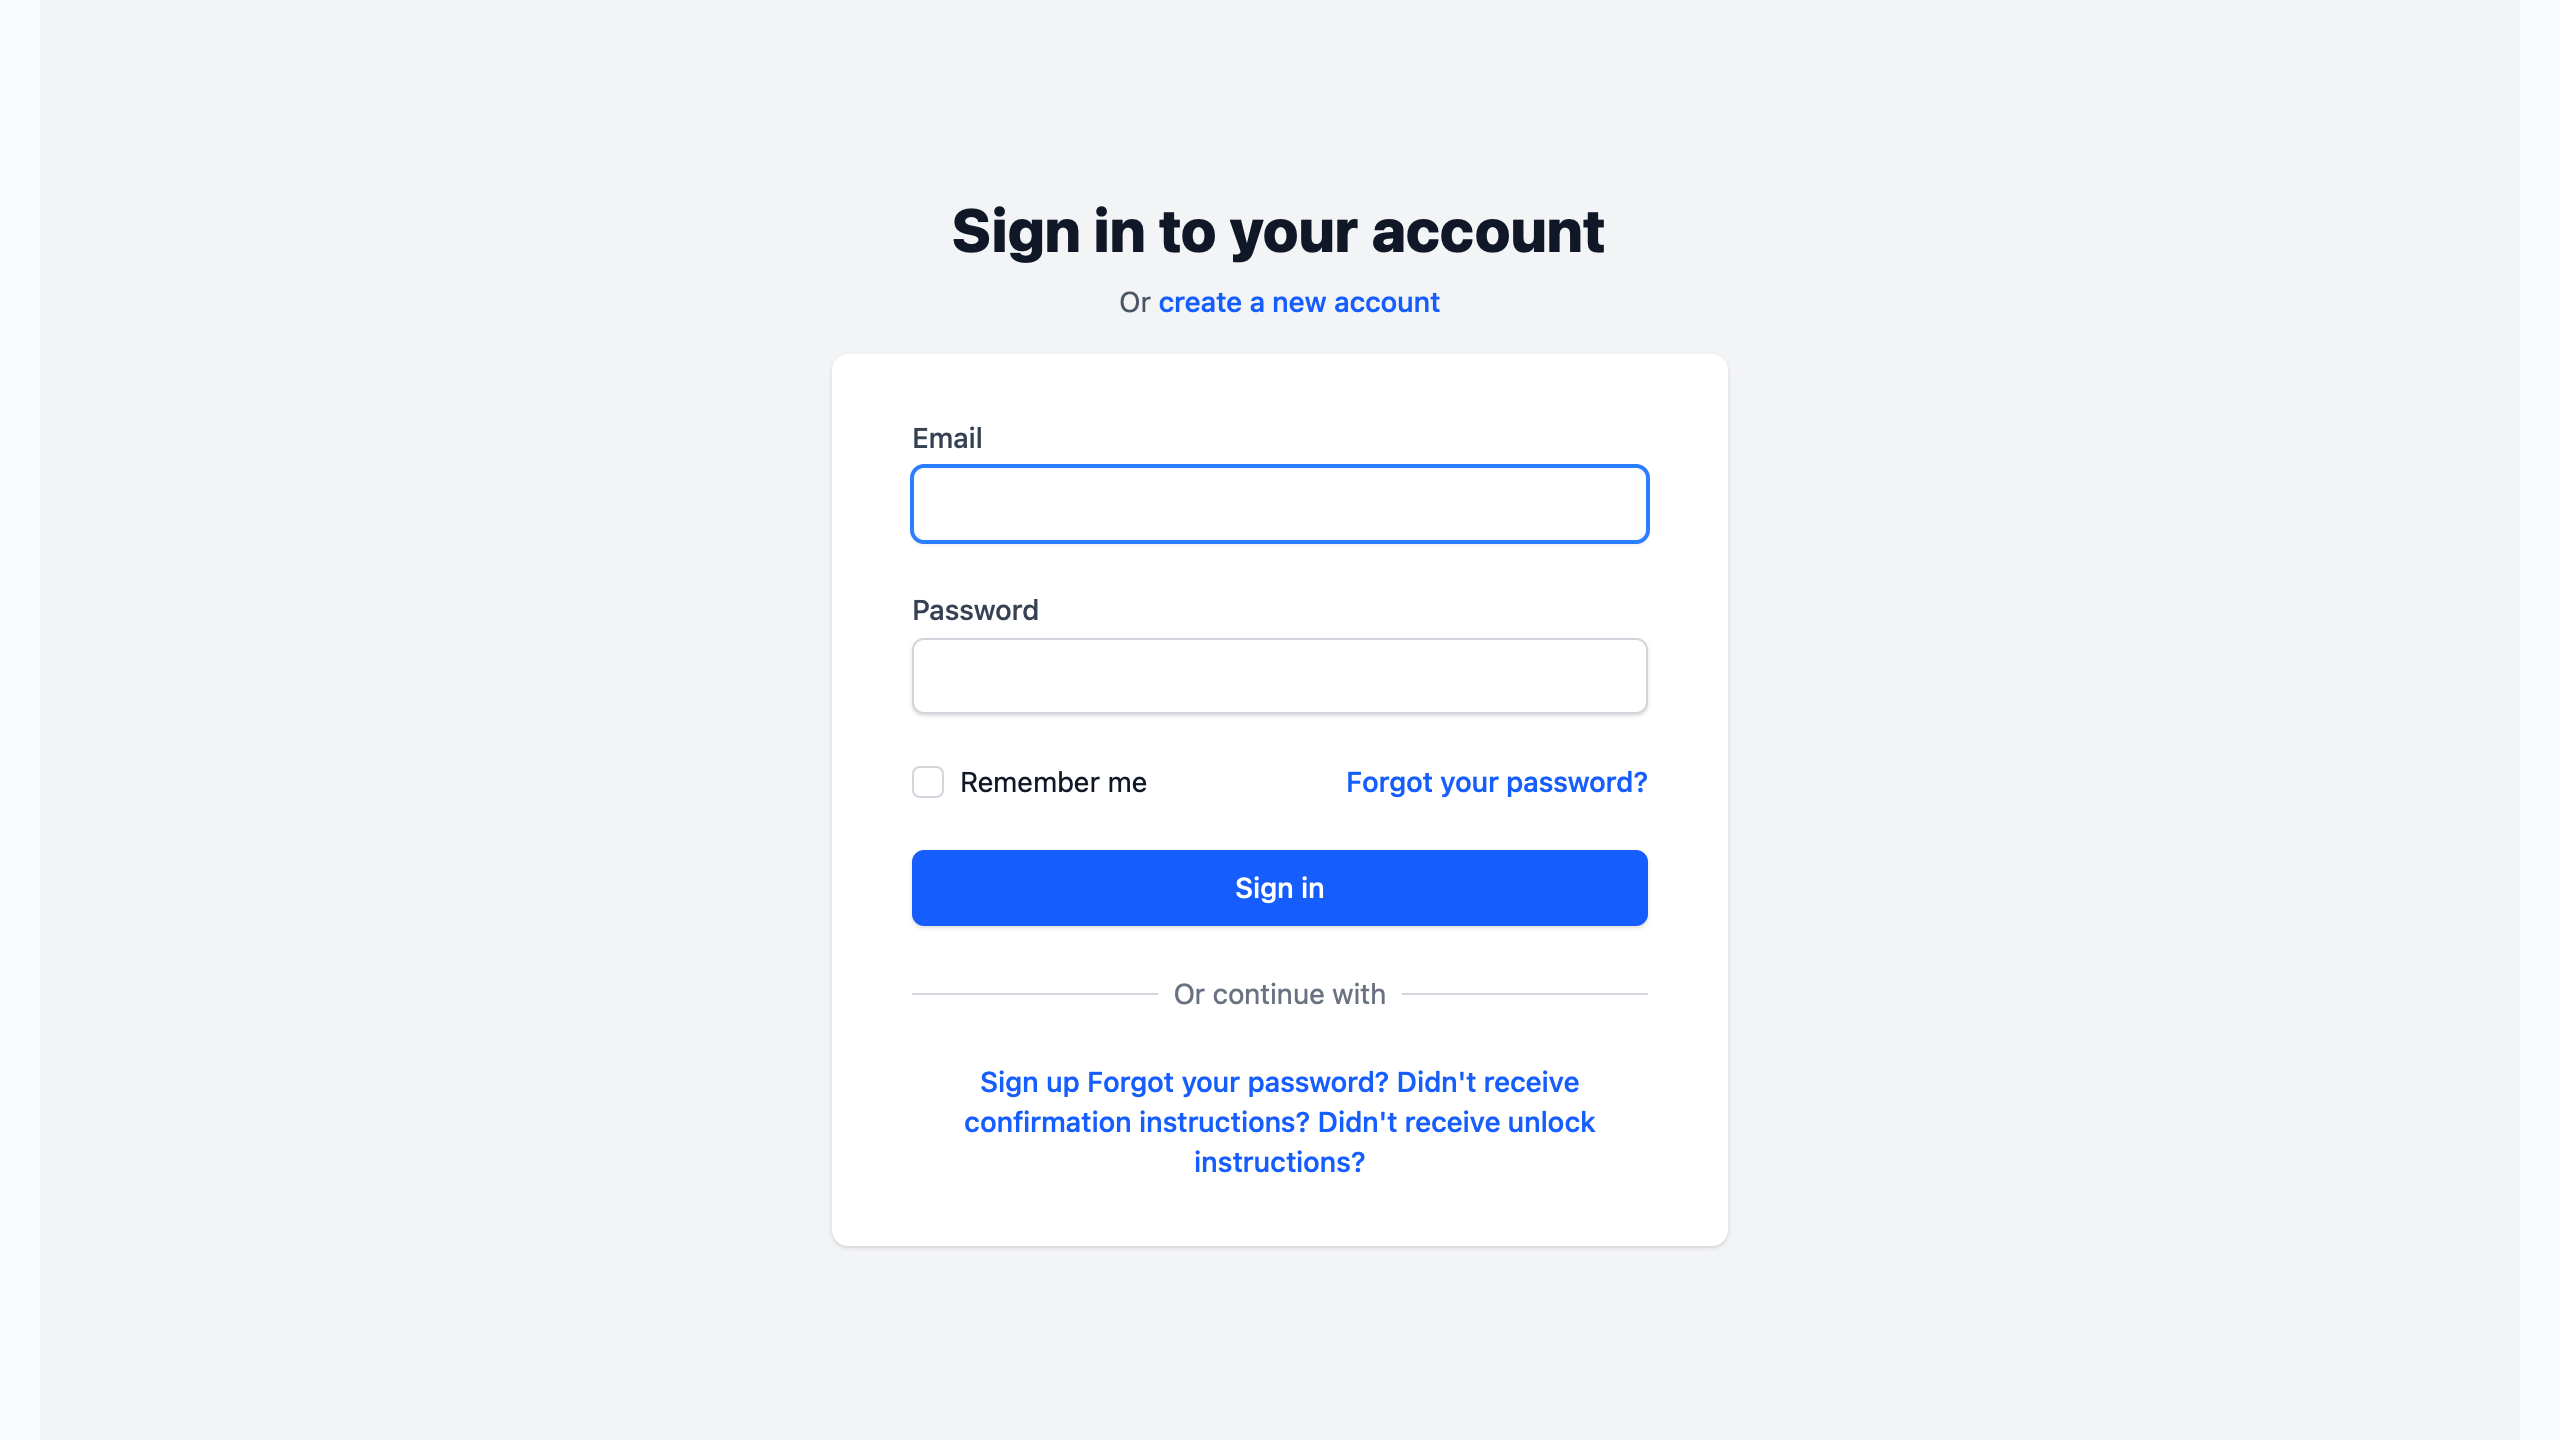 Sign in to your account
Or create a new account
Email
Password
Remember me
Forgot your password?
Sign in
Or continue with
Sign up Forgot your password? Didn't receive
confirmation instructions? Didn't receive unlock
instructions?